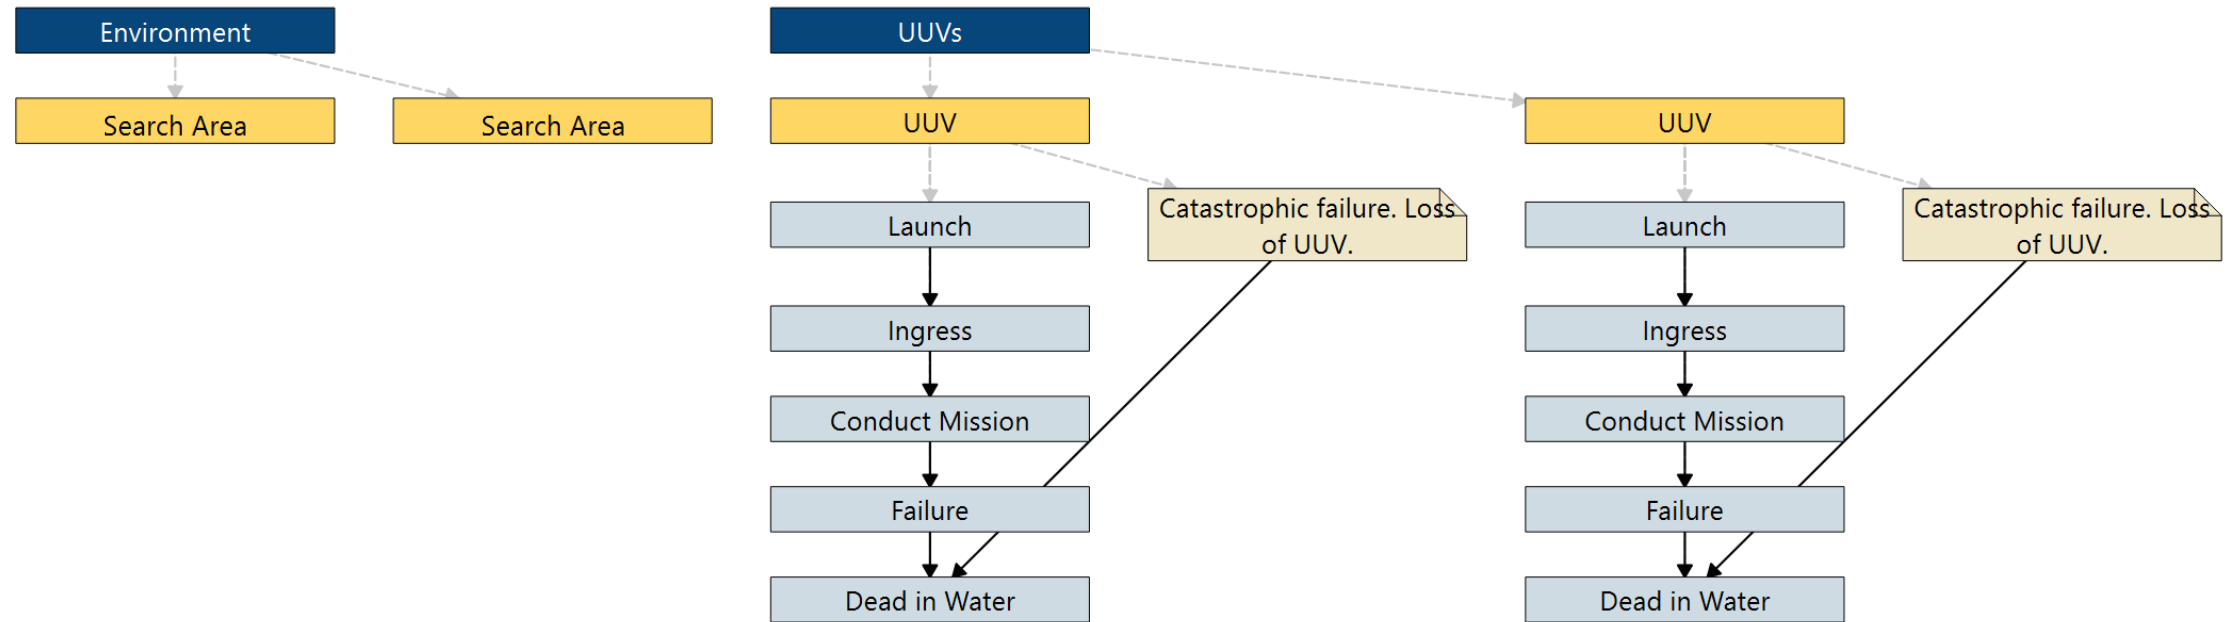 Environment
UUVs
Search Area
Search Area
UUV
UUV
Launch
Catastrophic failure. Loss
of UUV.
Launch
Catastrophic failure. Loss
of UUV.
Ingress
Ingress
Conduct Mission
Conduct Mission
Failure
Failure
Dead in Water
Dead in Water